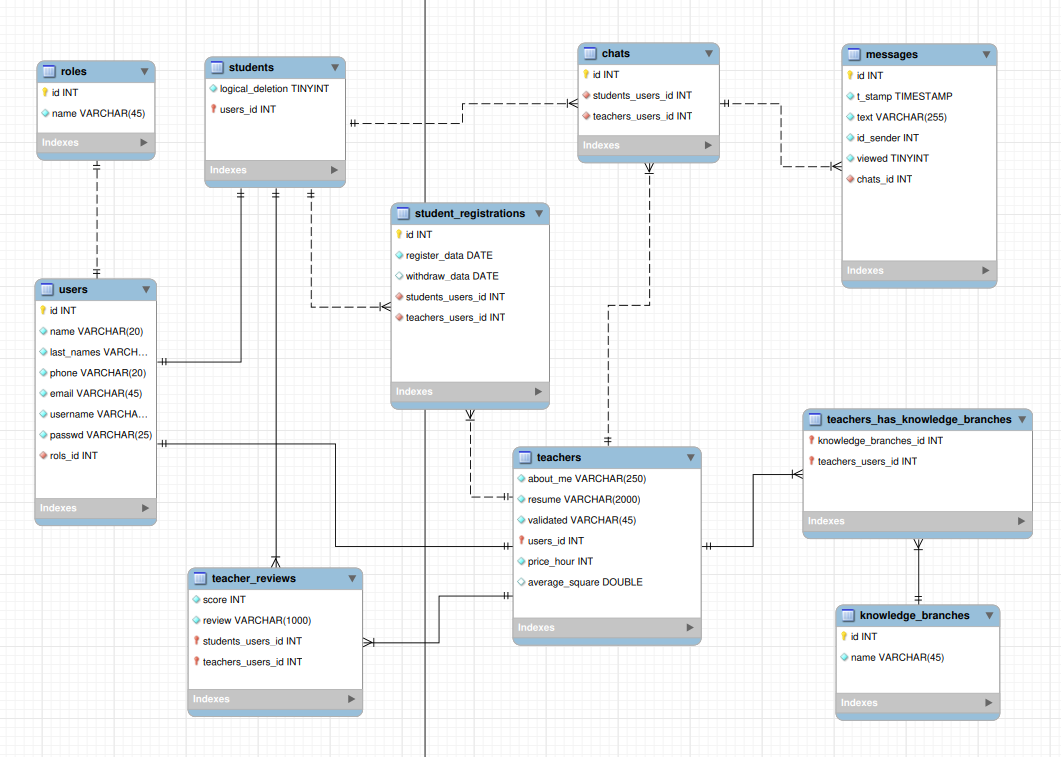 roles
id INT
name VARCHAR(45)
Indexes
students
logical_deletion TINYINT
users_id INT
Indexes
chats
id INT
students_users_id INT
teachers_users_id INT
Indexes
messages
id INT
t_stamp TIMESTAMP
text VARCHAR(255)
id_sender INT
viewed TINYINT
chats_id INT
Indexes
student_registrations
id INT
register_data DATE
withdraw_data DATE
students_users_id INT
teachers_users_id INT
Indexes
users
id INT
name VARCHAR(20)
last_names VARCH...
phone VARCHAR(20)
email VARCHAR(45)
username VARCHA...
passwd VARCHAR(25)
rols_id INT
Indexes
teachers
about_me VARCHAR(250)
resume VARCHAR(2000)
validated VARCHAR(45)
users_id INT
price_hour INT
average_square DOUBLE
Indexes
teachers_has_knowledge_branches
knowledge_branches_id INT
teachers_users_id INT
Indexes
teacher_reviews
score INT
review VARCHAR(1000)
students_users_id INT
teachers_users_id INT
Indexes
knowledge_branches
id INT
name VARCHAR(45)
Indexes